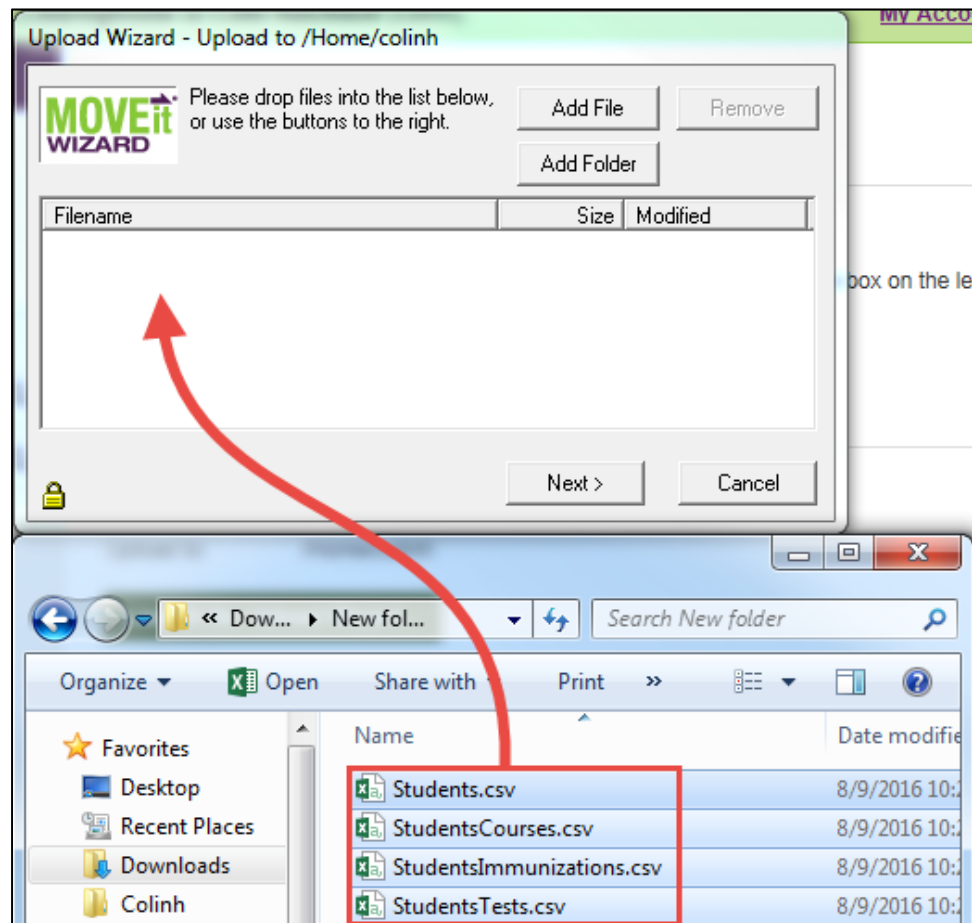 My Acco
Upload Wizard - Upload to /Home/colinh
MOVEit WIZARD
Please drop files into the list below,
or use the buttons to the right.
Add File
Remove
Add Folder
Filename Size Modified
box on the le
Next >
Cancel
« Dow... New fol...
Search New folder
Organize Open Share with Print »
Favorites
Desktop
Recent Places
Downloads
Colinh
Name Date modifie
Students.csv 8/9/2016 10:2
StudentsCourses.csv 8/9/2016 10:2
StudentsImmunizations.csv 8/9/2016 10:2
StudentsTests.csv 8/9/2016 10:2